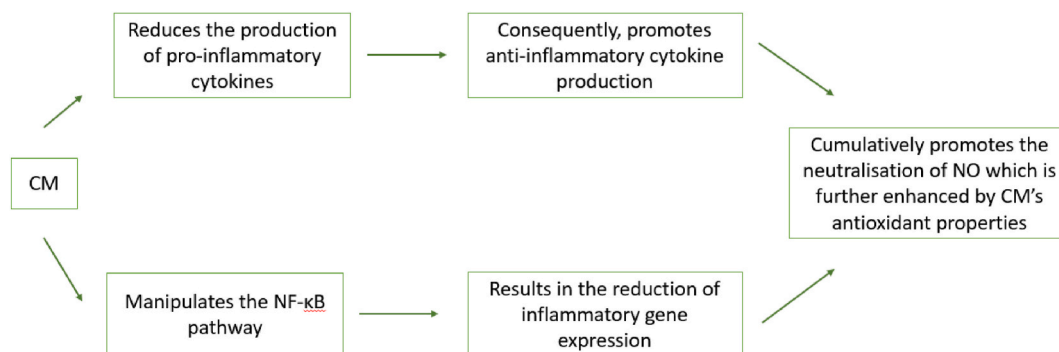 Reduces the production
of pro-inflammatory
cytokines
Consequently, promotes
anti-inflammatory cytokine
production
CM
Cumulatively promotes the
neutralisation of NO which is
further enhanced by CM's
antioxidant properties
Manipulates the NF-κB
pathway
Results in the reduction of
inflammatory gene
expression